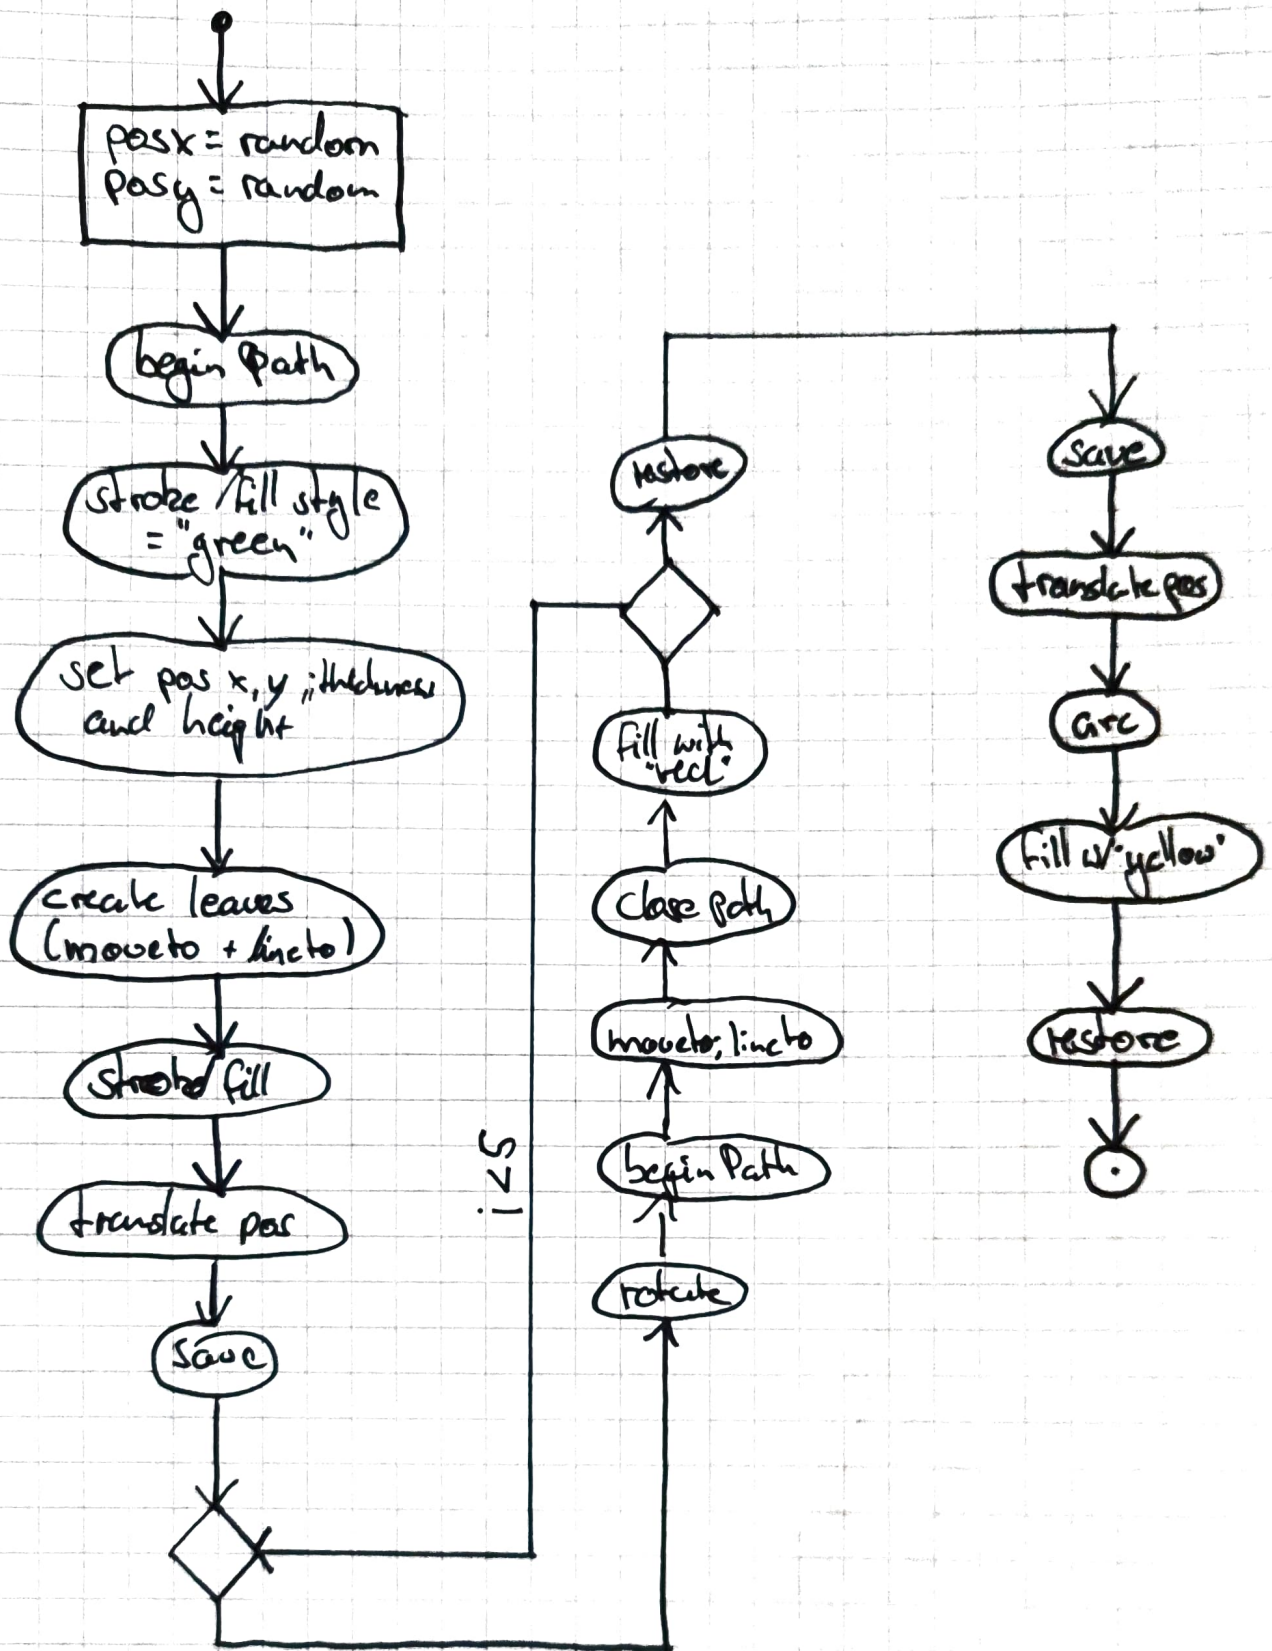 posx = random
posy = random
begin Path
stroke/fill style
= "green"
set pos x, y ,; thickness
and height
create leaves
(moveto + lineto)
stroke/fill
translate pos
save
i<5
rotate
begin Path
moveto; lineto
close path
fill with
"red"
restore
save
translate pos
arc
fill w/ "yellow"
restore